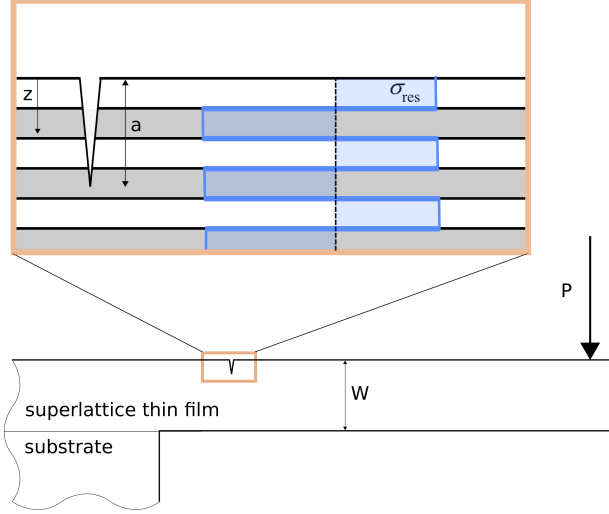 σres
z
a
P
W
superlattice thin film
substrate